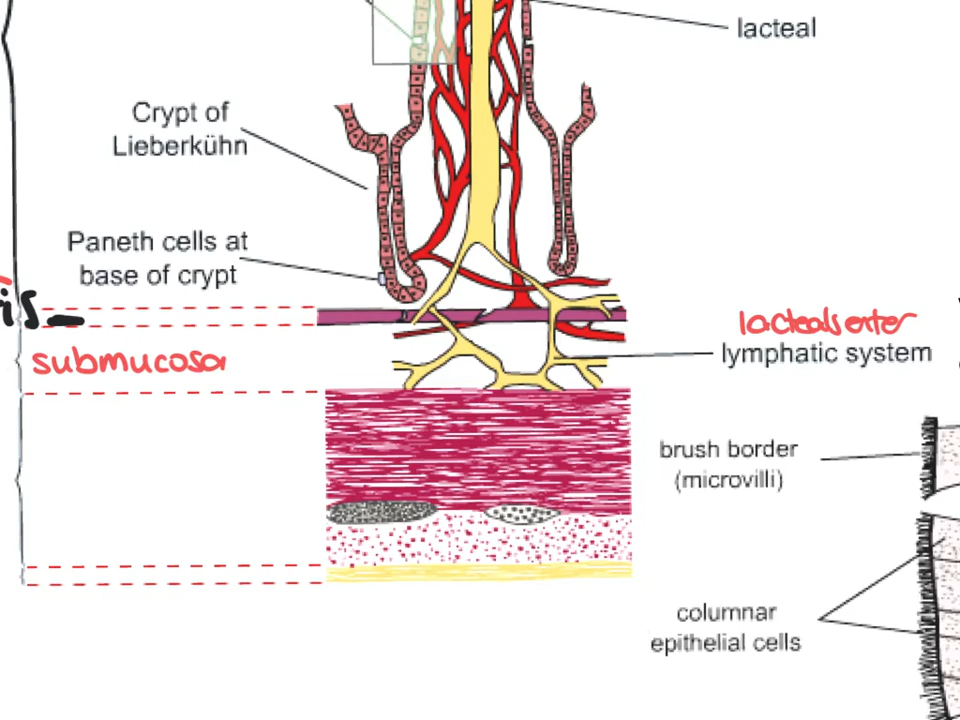 lacteal
Crypt of
Lieberkühn
Paneth cells at
base of crypt
is
submucosa
lacteals enter
lymphatic system
brush border
(microvilli)
columnar
epithelial cells